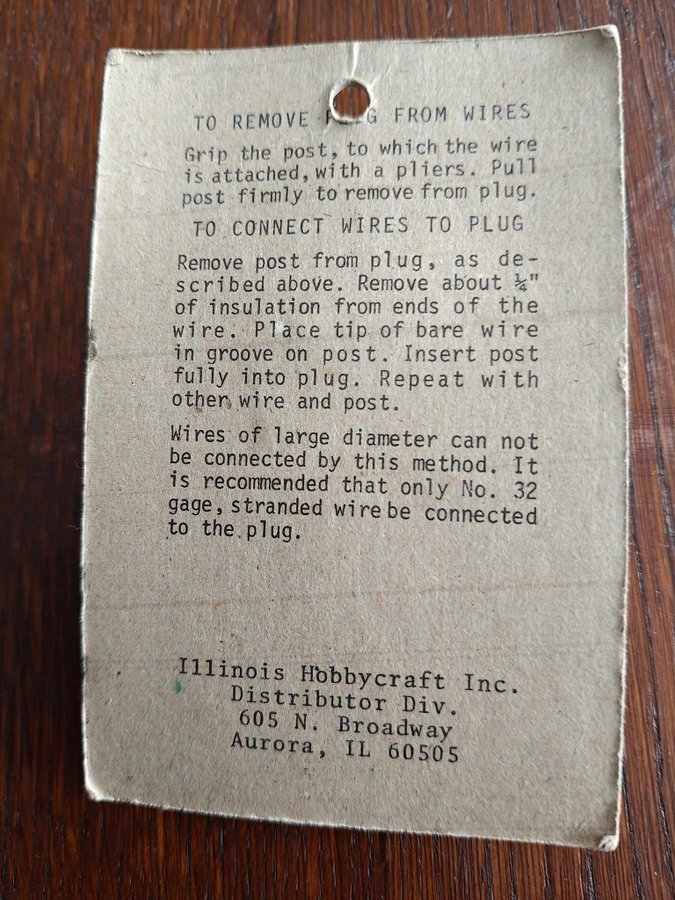 TO REMOVE PLUG FROM WIRES
Grip the post, to which the wire
is attached, with a pliers. Pull
post firmly to remove from plug.
TO CONNECT WIRES TO PLUG
Remove post from plug, as de-
scribed above. Remove about ¼"
of insulation from ends of the
wire. Place tip of bare wire
in groove on post. Insert post
fully into plug. Repeat with
other wire and post.
Wires of large diameter can not
be connected by this method. It
is recommended that only No. 32
gage, stranded wire be connected
to the plug.
Illinois Hobbycraft Inc.
Distributor Div.
605 N. Broadway
Aurora, IL 60505